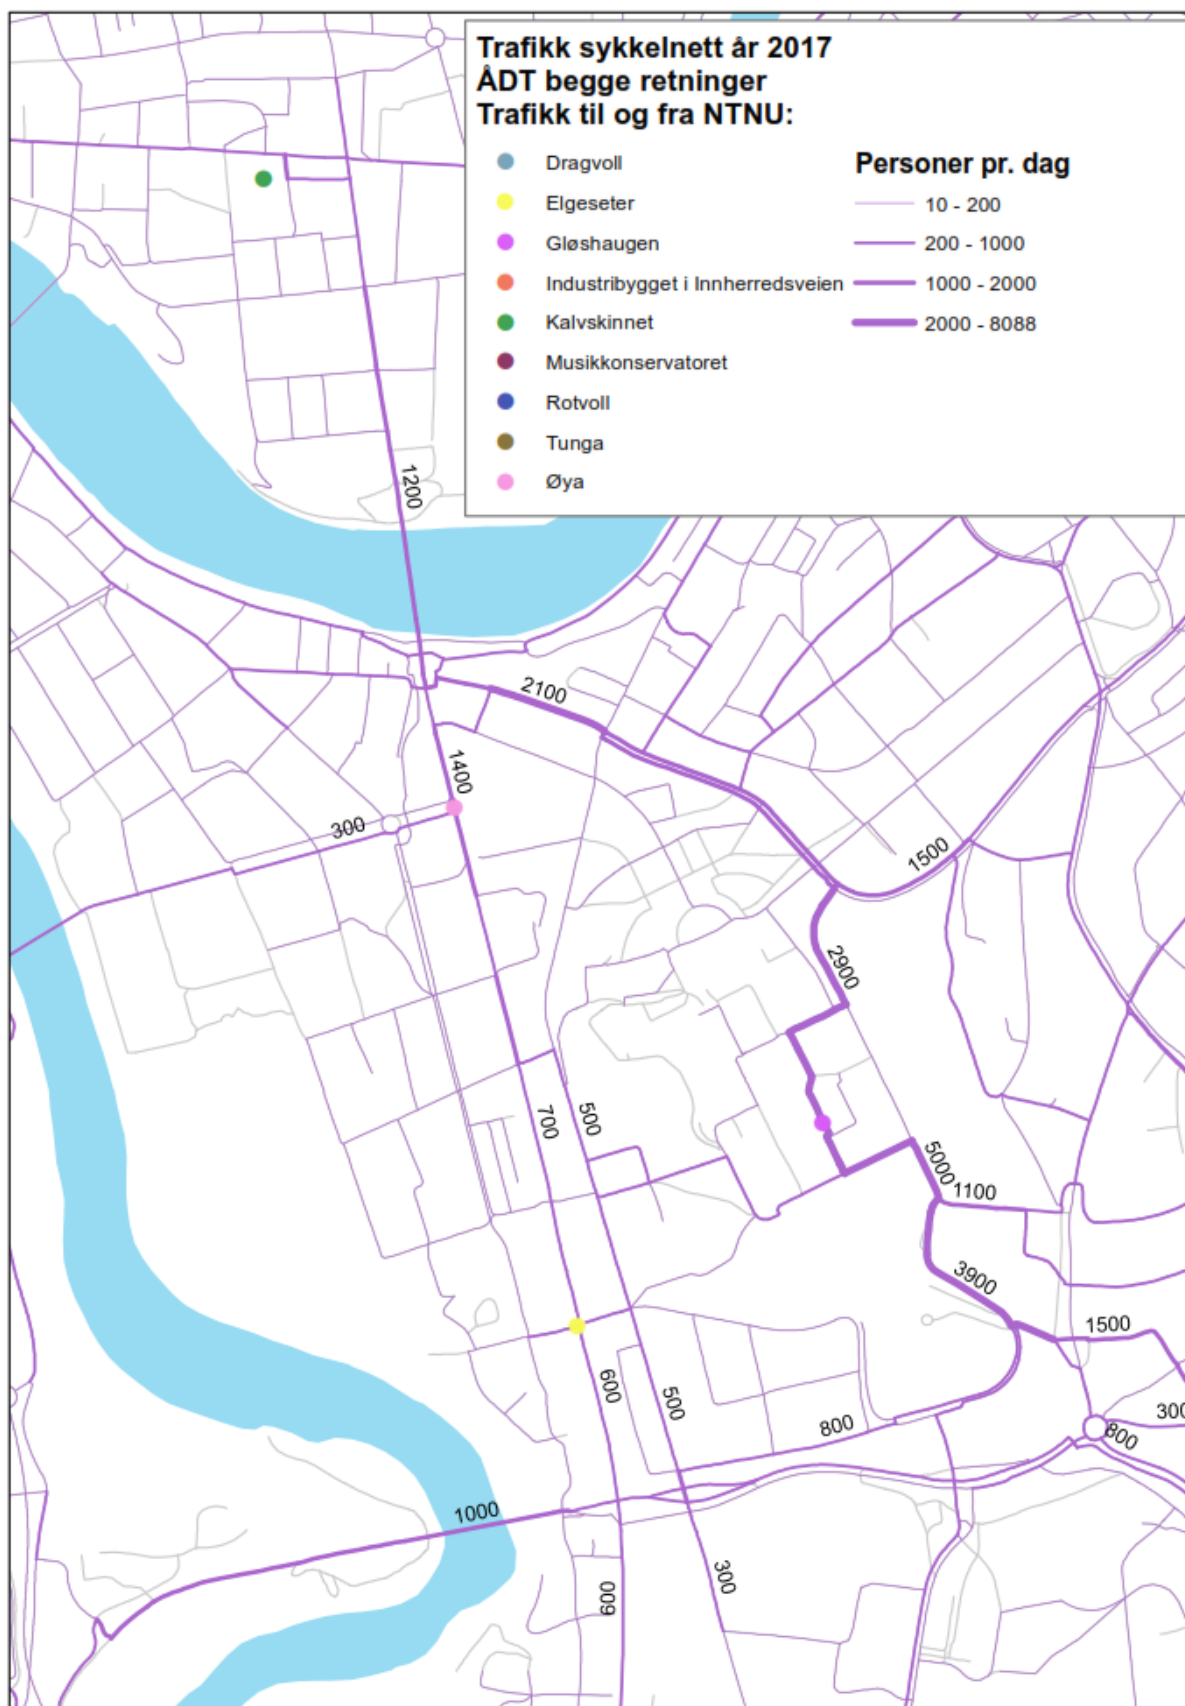 Trafikk sykkelnett år 2017
ÅDT begge retninger
Trafikk til og fra NTNU:
Dragvoll
Elgeseter
Gløshaugen
Industribygget i Innherredsveien
Kalvskinnet
Musikkonservatoret
Rotvoll
Tunga
Øya
Personer pr. dag
10 - 200
200 - 1000
1000 - 2000
2000 - 8088
1200
2100
1400
300
1500
2900
700
500
5000
1100
3900
1500
600
500
800
300
800
1000
300
600